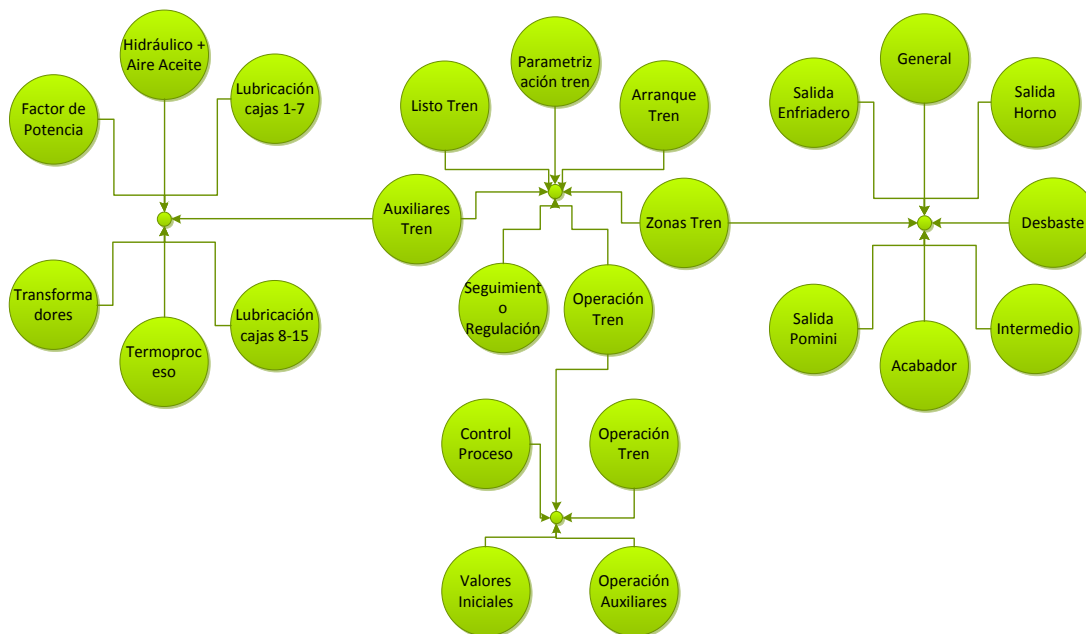 Hidráulico +
Aire Aceite
Factor de
Potencia
Lubricación
cajas 1-7
Auxiliares
Tren
Transforma
dores
Termoproc
eso
Lubricación
cajas 8-15
Listo Tren
Parametriz
ación tren
Arranque
Tren
Zonas Tren
Seguimient
o
Regulación
Operación
Tren
Control
Proceso
Operación
Tren
Valores
Iniciales
Operación
Auxiliares
General
Salida
Enfriadero
Salida
Horno
Desbaste
Salida
Pomini
Acabador
Intermedio